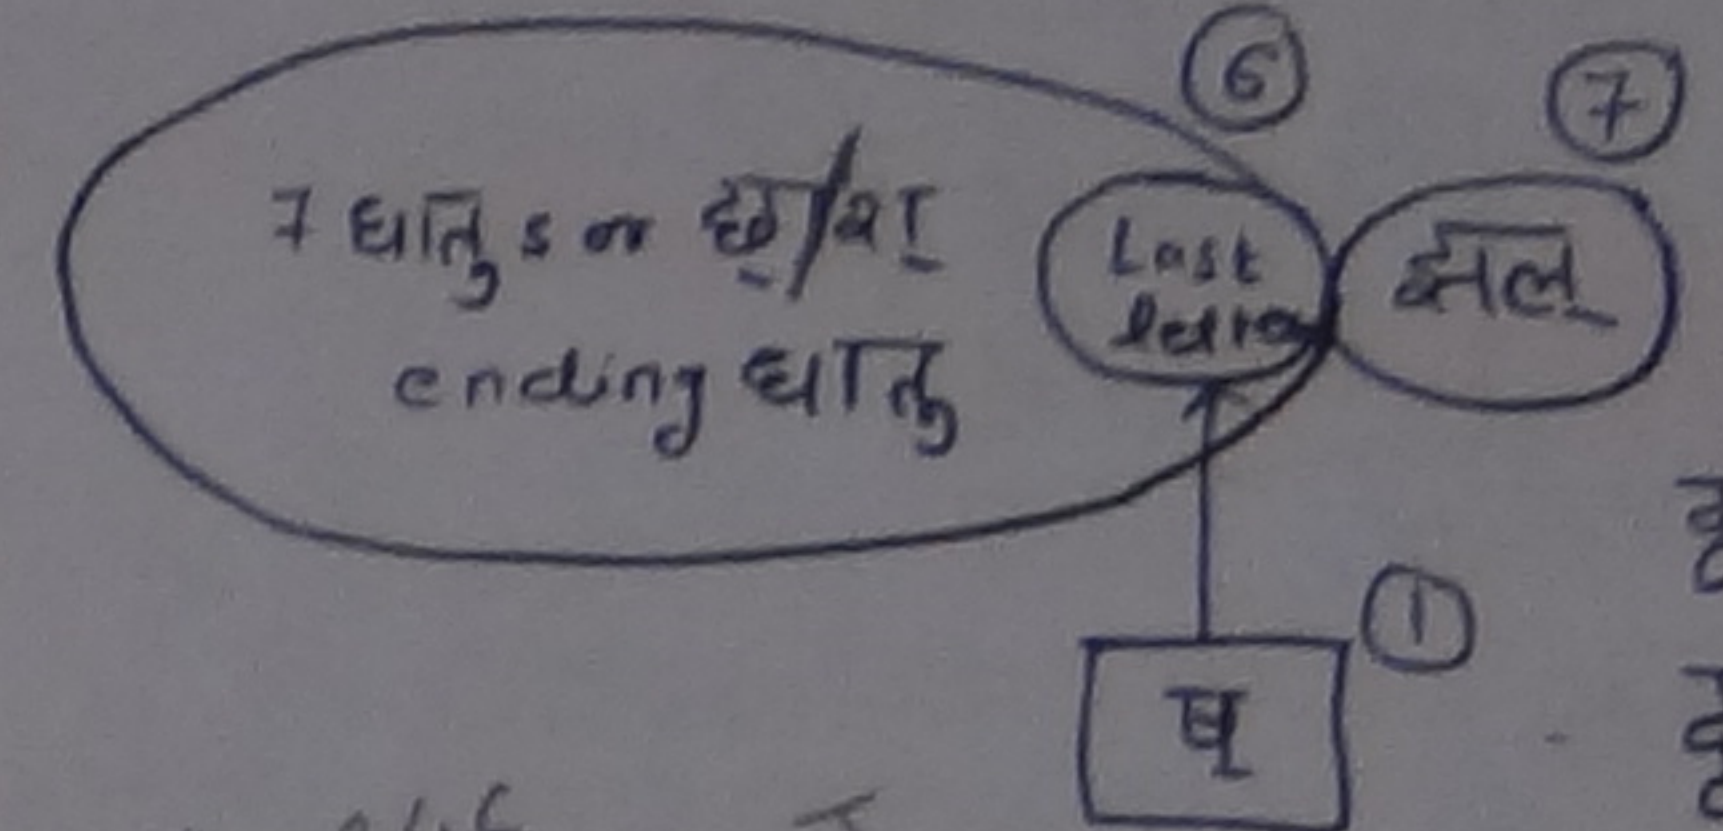 6
7
7 धातु s or छ्/श्
Last
letter
झल्
ending धातु
1
ष्